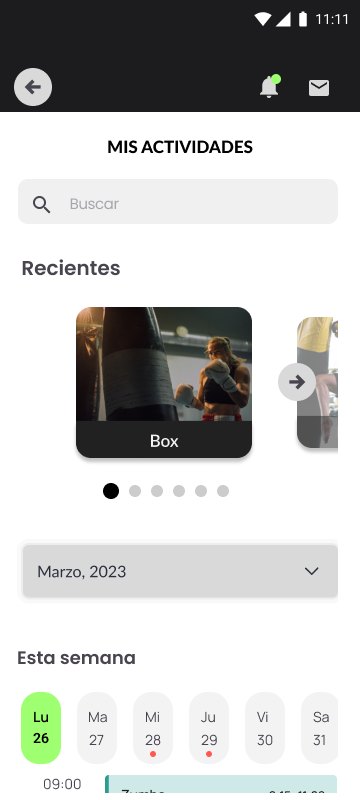 11:11
MIS ACTIVIDADES
Buscar
Recientes
Box
Marzo, 2023
Esta semana
Lu Ma Mi Ju Vi Sa
26 27 28 29 30 31
09:00